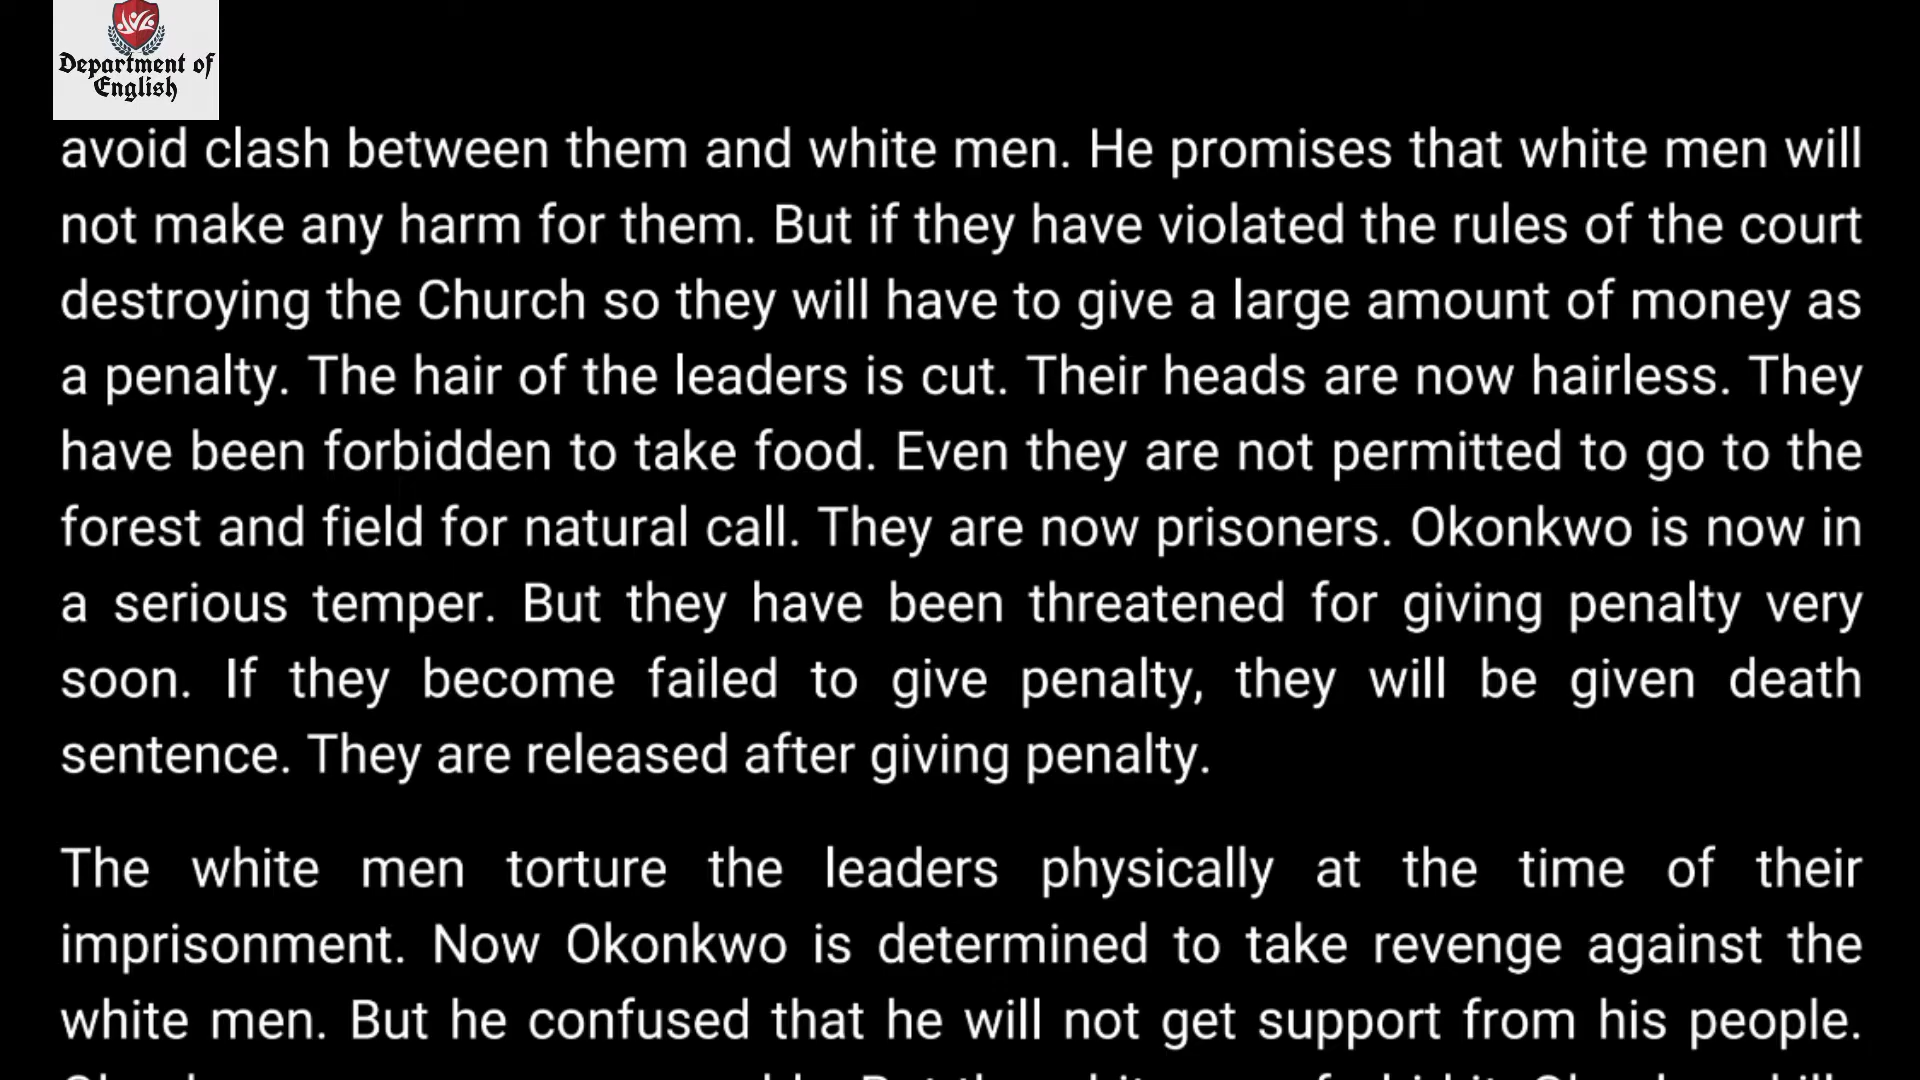 Department of
English
avoid clash between them and white men. He promises that white men will
not make any harm for them. But if they have violated the rules of the court
destroying the Church so they will have to give a large amount of money as
a penalty. The hair of the leaders is cut. Their heads are now hairless. They
have been forbidden to take food. Even they are not permitted to go to the
forest and field for natural call. They are now prisoners. Okonkwo is now in
a serious temper. But they have been threatened for giving penalty very
soon. If they become failed to give penalty, they will be given death
sentence. They are released after giving penalty.
The white men torture the leaders physically at the time of their
imprisonment. Now Okonkwo is determined to take revenge against the
white men. But he confused that he will not get support from his people.